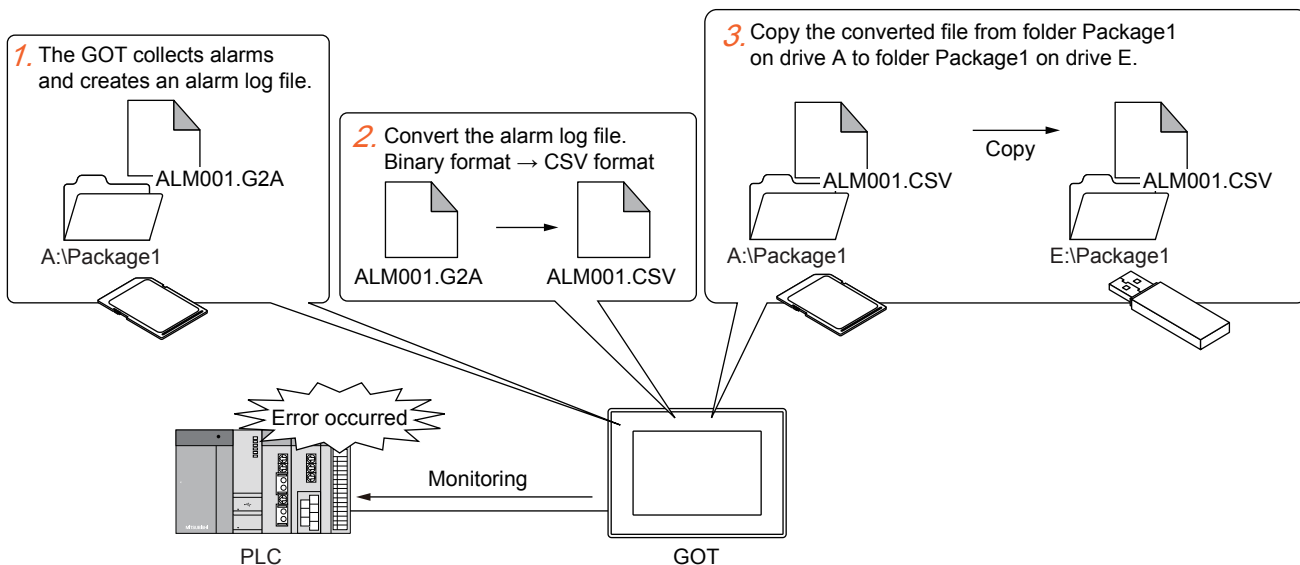 1. The GOT collects alarms
and creates an alarm log file.
ALM001.G2A
A:\Package1
2. Convert the alarm log file.
Binary format → CSV format
ALM001.G2A
ALM001.CSV
3. Copy the converted file from folder Package1
on drive A to folder Package1 on drive E.
ALM001.CSV
Copy
ALM001.CSV
A:\Package1
E:\Package1
Error occurred
Monitoring
PLC
GOT